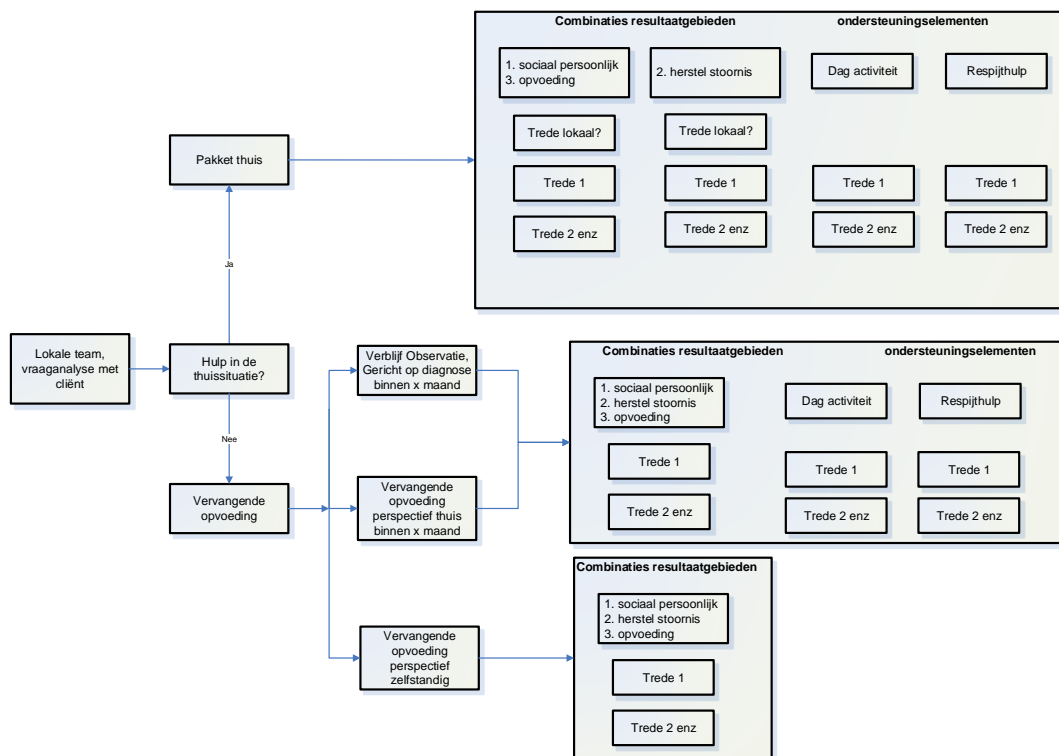 Combinaties resultaatgebieden
ondersteuningselementen
1. sociaal persoonlijk
3. opvoeding
2. herstel stoornis
Dag activiteit
Respijthulp
Trede lokaal?
Trede lokaal?
Trede 1
Trede 1
Trede 1
Trede 1
Trede 2 enz
Trede 2 enz
Trede 2 enz
Trede 2 enz
Pakket thuis
Ja
Lokale team,
vraaganalyse met
cliënt
Hulp in de
thuissituatie?
Nee
Vervangende
opvoeding
Verblijf Observatie,
Gericht op diagnose
binnen x maand
Vervangende
opvoeding
perspectief thuis
binnen x maand
Vervangende
opvoeding
perspectief
zelfstandig
Combinaties resultaatgebieden
ondersteuningselementen
1. sociaal persoonlijk
2. herstel stoornis
3. opvoeding
Dag activiteit
Respijthulp
Trede 1
Trede 1
Trede 1
Trede 2 enz
Trede 2 enz
Trede 2 enz
Combinaties resultaatgebieden
1. sociaal persoonlijk
2. herstel stoornis
3. opvoeding
Trede 1
Trede 2 enz